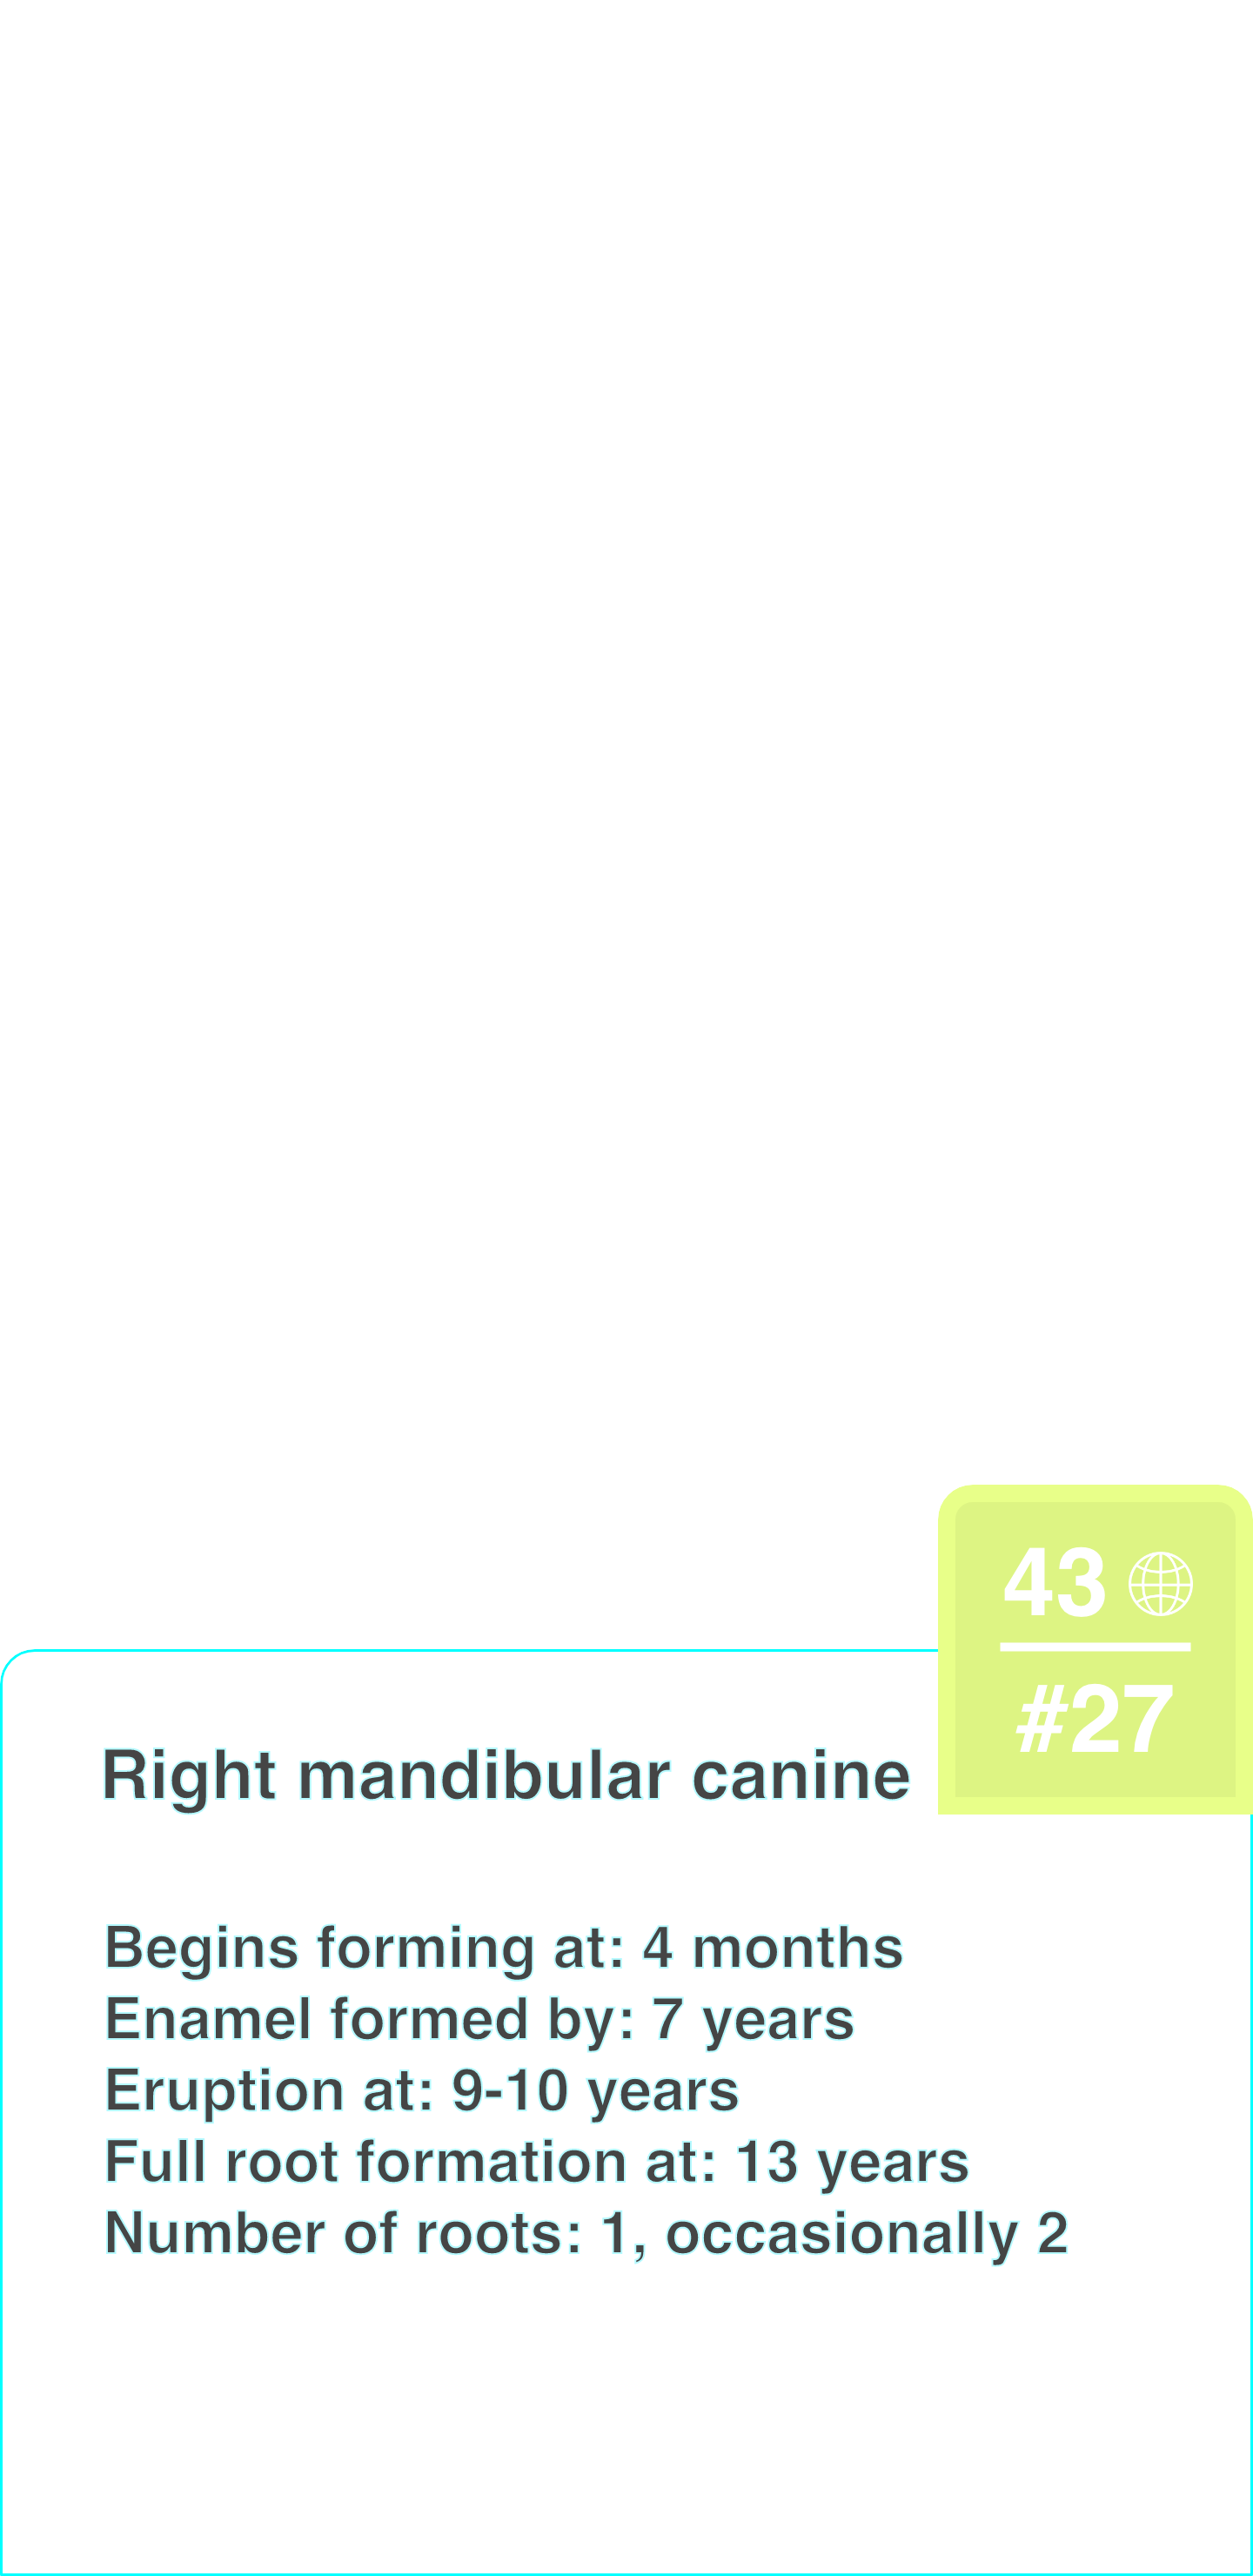 43
#27
Right mandibular canine
Begins forming at: 4 months
Enamel formed by: 7 years
Eruption at: 9-10 years
Full root formation at: 13 years
Number of roots: 1, occasionally 2